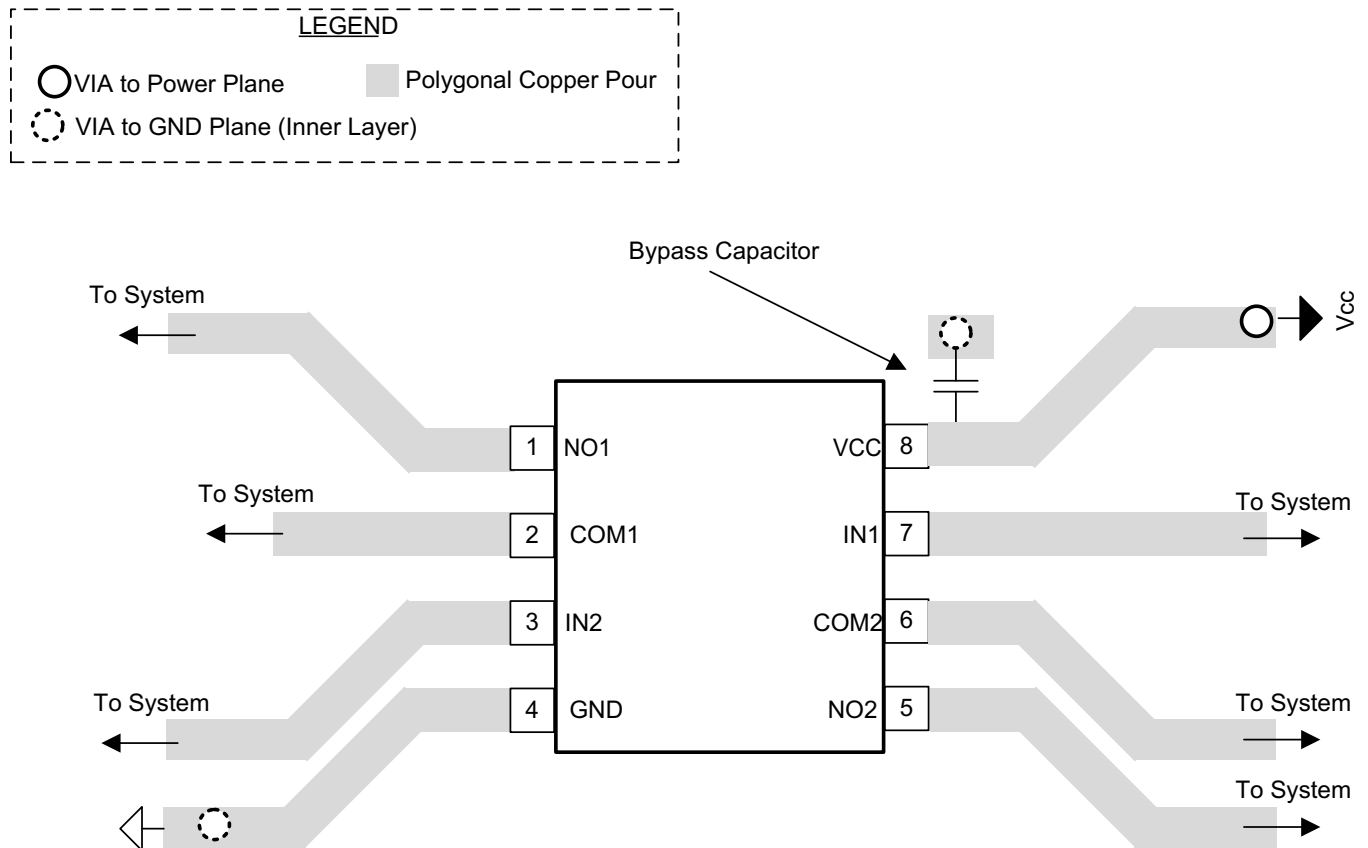 LEGEND
VIA to Power Plane
Polygonal Copper Pour
VIA to GND Plane (Inner Layer)
Bypass Capacitor
To System
Vcc
1 NO1
VCC 8
To System
To System
2 COM1
IN1 7
3 IN2
COM2 6
To System
To System
4 GND
NO2 5
To System